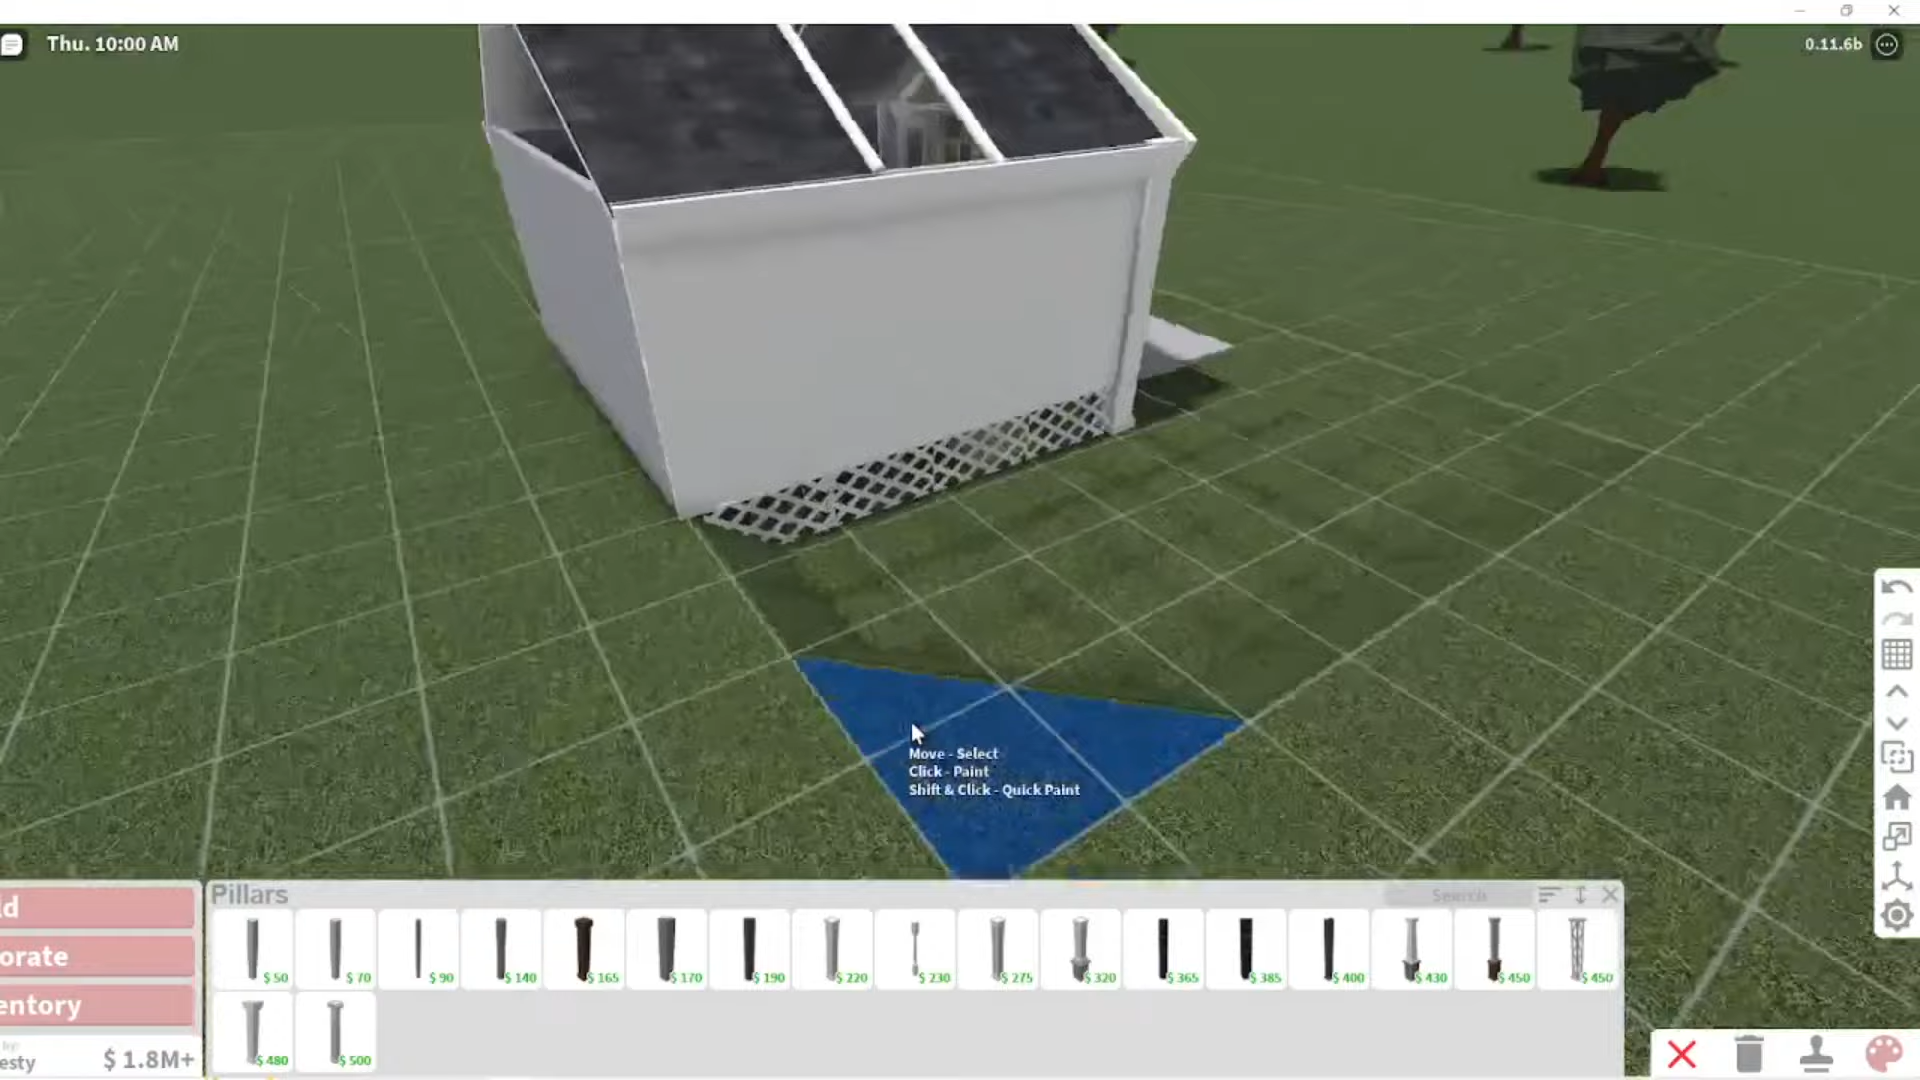 Thu. 10:00 AM
0.11.6b
Move - Select
Click - Paint
Shift & Click - Quick Paint
Pillars
Search
$ 50
$ 70
$ 90
$ 140
$ 165
$ 170
$ 190
$ 220
$ 230
$ 275
$ 320
$ 365
$ 385
$ 400
$ 430
$ 450
$ 450
$ 480
$ 500
ld
orate
entory
by:
esty
$ 1.8M+